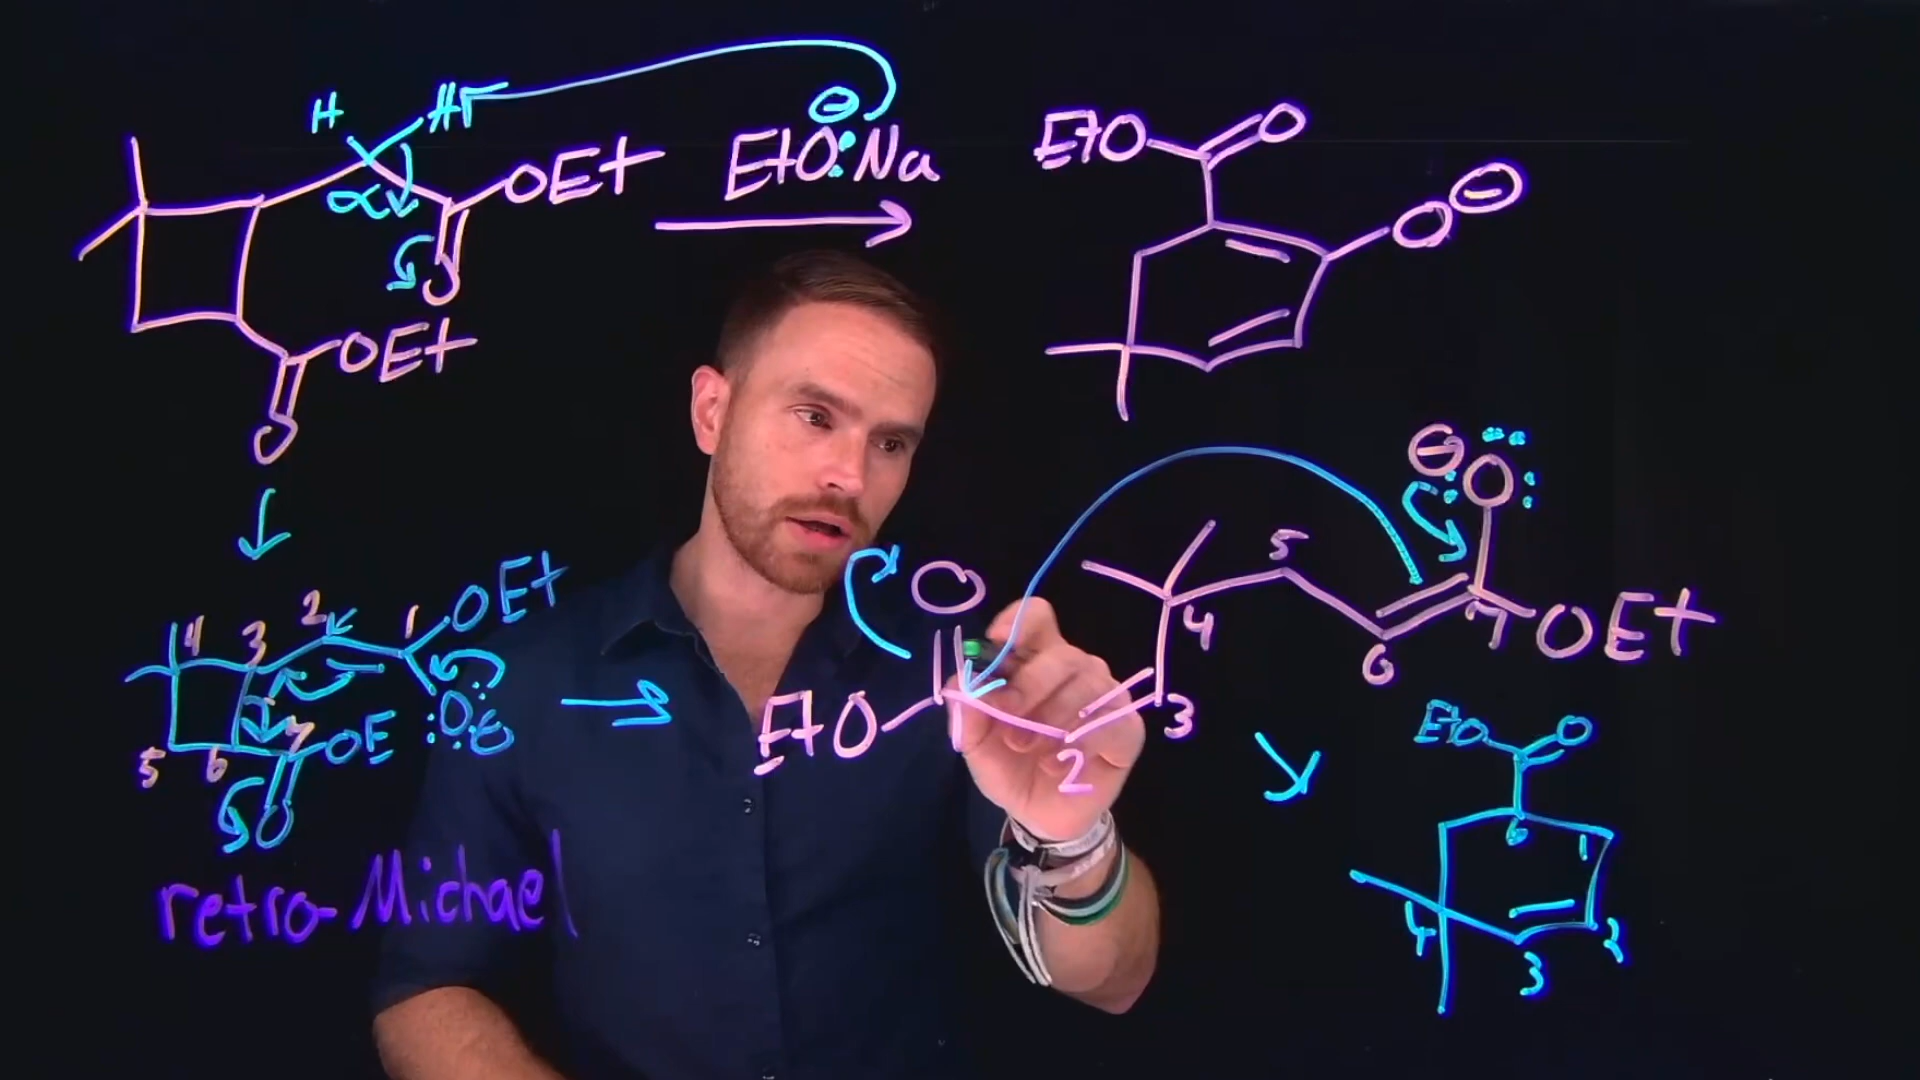 H H
α
OEt
EtO:Na
⊖
O
OEt
O
EtO
O
O⊖
4 3 2 1 OEt
5 6 7 OE
:O:⊖
O
retro-Michael
EtO O
1 2 3 4 5 6 7
⊖ O
OEt
EtO O
6 1
4 3 2